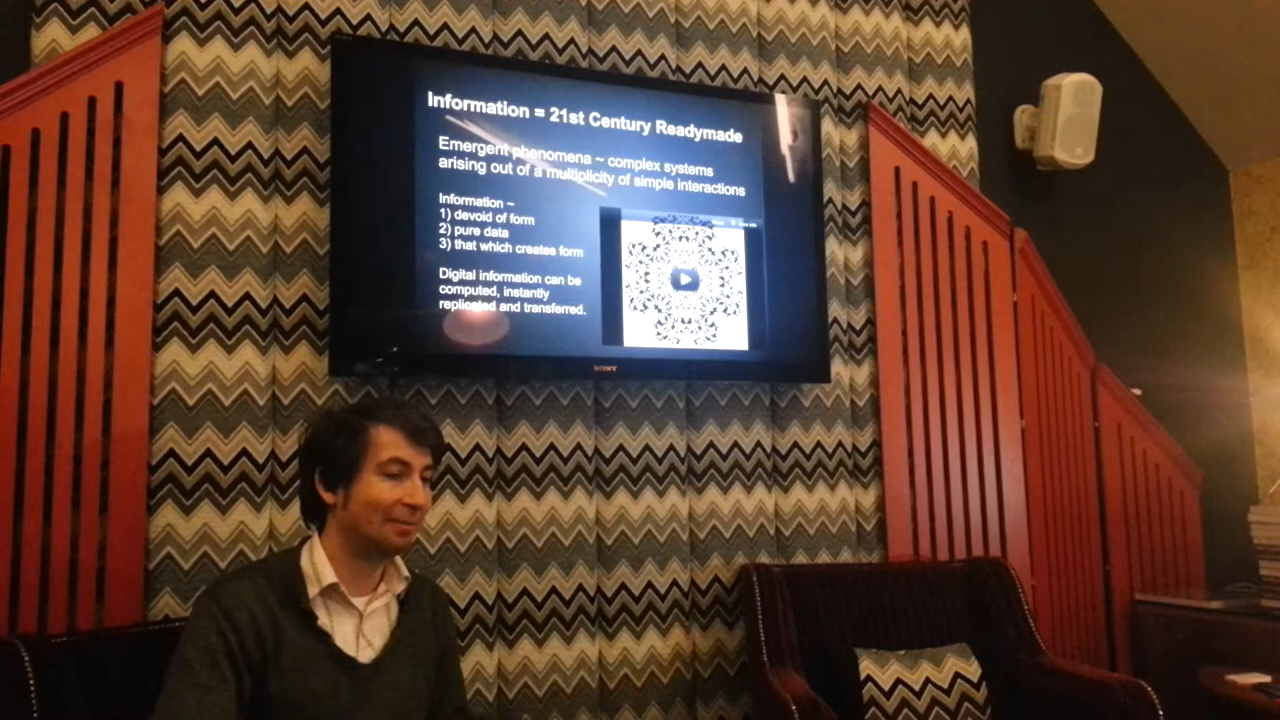 Information = 21st Century Readymade
Emergent phenomena ~ complex systems
arising out of a multiplicity of simple interactions
Information ~
1) devoid of form
2) pure data
3) that which creates form
Digital information can be
computed, instantly
replicated and transferred.
SONY